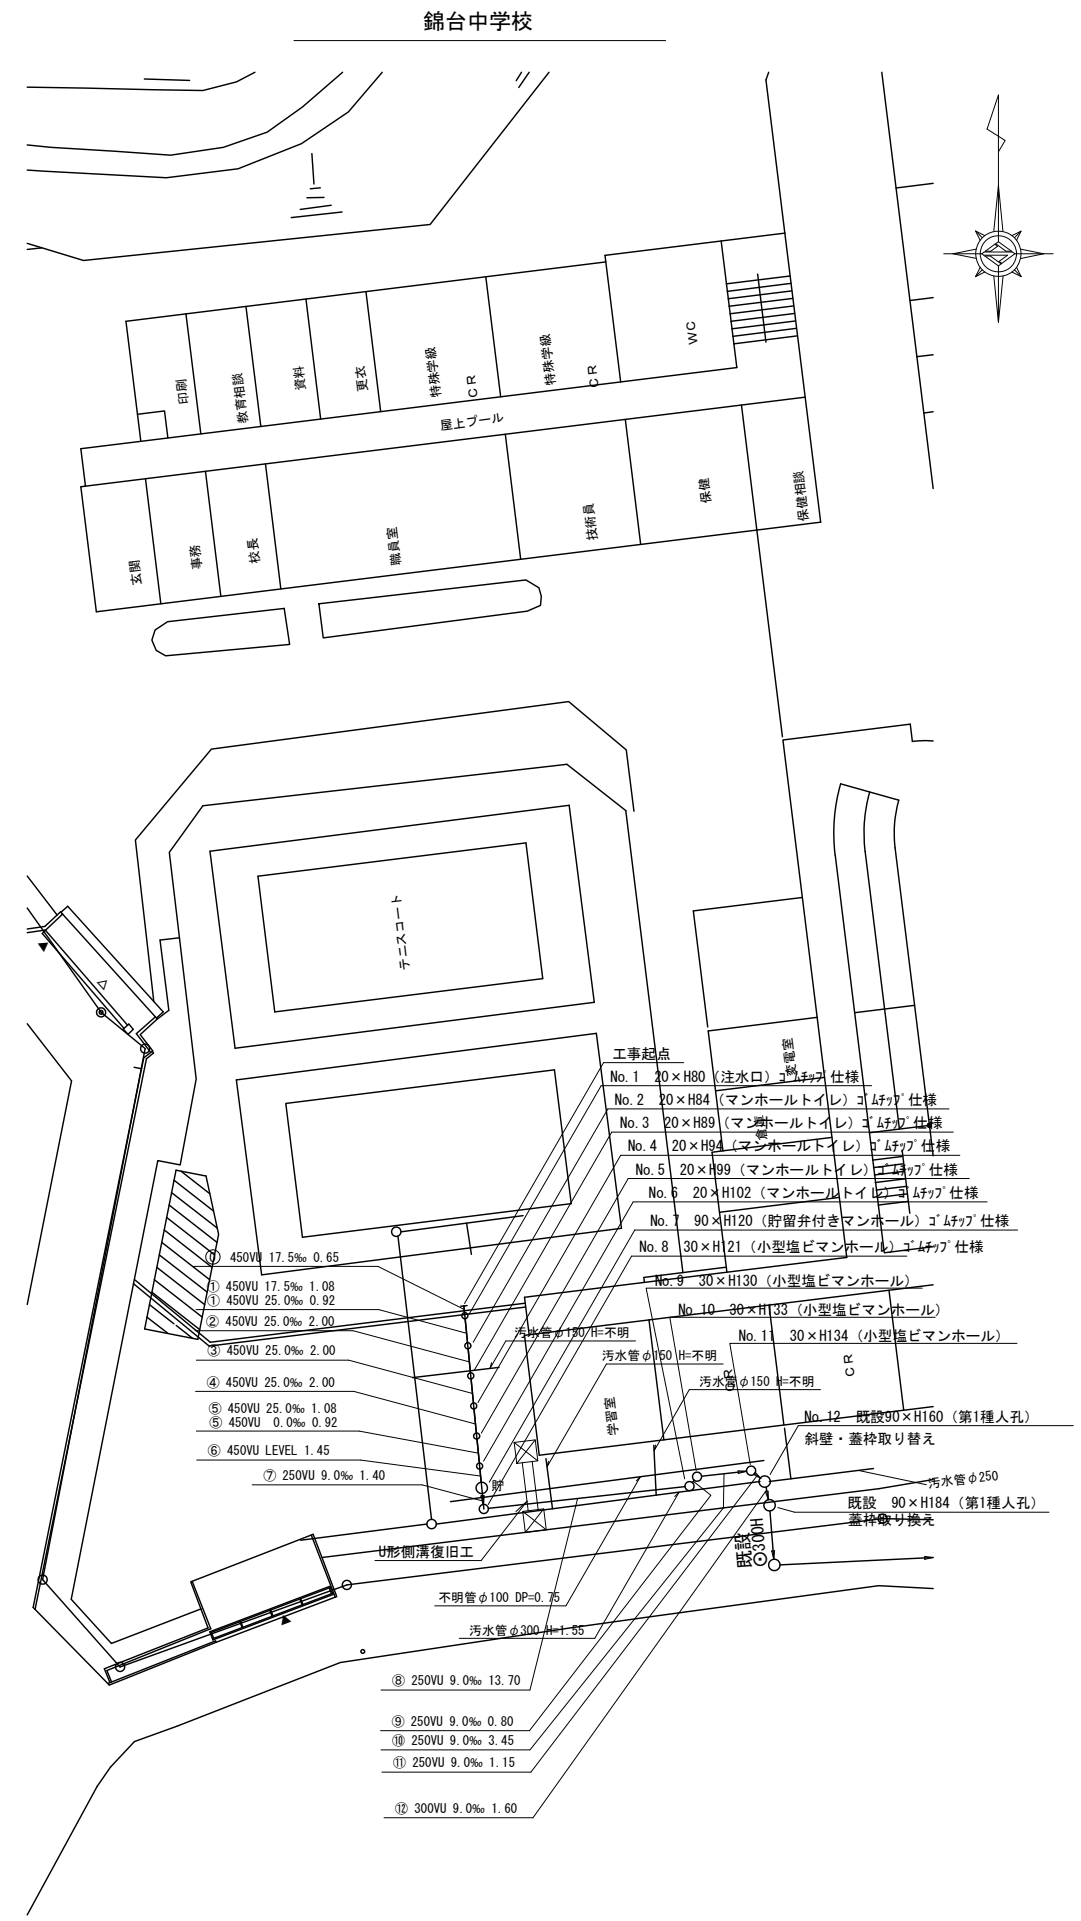 錦台中学校
印刷
教育相談
資料
更衣
特殊学級
CR
特殊学級
CR
WC
屋上プール
玄関
事務
校長
職員室
技術員
保健
保健相談
テニスコート
変電室
倉庫
工事起点
No.1 20×H80（注水口）ｺﾞﾑﾁｯﾌﾟ仕様
No.2 20×H84（マンホールトイレ）ｺﾞﾑﾁｯﾌﾟ仕様
No.3 20×H89（マンホールトイレ）ｺﾞﾑﾁｯﾌﾟ仕様
No.4 20×H94（マンホールトイレ）ｺﾞﾑﾁｯﾌﾟ仕様
No.5 20×H99（マンホールトイレ）ｺﾞﾑﾁｯﾌﾟ仕様
No.6 20×H102（マンホールトイレ）ｺﾞﾑﾁｯﾌﾟ仕様
No.7 90×H120（貯留弁付きマンホール）ｺﾞﾑﾁｯﾌﾟ仕様
No.8 30×H121（小型塩ビマンホール）ｺﾞﾑﾁｯﾌﾟ仕様
No.9 30×H130（小型塩ビマンホール）
No.10 30×H133（小型塩ビマンホール）
No.11 30×H134（小型塩ビマンホール）
No.12 既設90×H160（第1種人孔）
斜壁・蓋枠取り替え
⓪ 450VU 17.5‰ 0.65
① 450VU 17.5‰ 1.08
① 450VU 25.0‰ 0.92
② 450VU 25.0‰ 2.00
③ 450VU 25.0‰ 2.00
④ 450VU 25.0‰ 2.00
⑤ 450VU 25.0‰ 1.08
⑤ 450VU 0.0‰ 0.92
⑥ 450VU LEVEL 1.45
⑦ 250VU 9.0‰ 1.40
汚水管φ150 H=不明
汚水管φ150 H=不明
汚水管φ150 H=不明
学習室
CR
CR
貯
汚水管φ250
既設 90×H184（第1種人孔）
蓋枠取り換え
既設
⊙300H
U形側溝復旧工
不明管φ100 DP=0.75
汚水管φ300 H=1.55
⑧ 250VU 9.0‰ 13.70
⑨ 250VU 9.0‰ 0.80
⑩ 250VU 9.0‰ 3.45
⑪ 250VU 9.0‰ 1.15
⑫ 300VU 9.0‰ 1.60